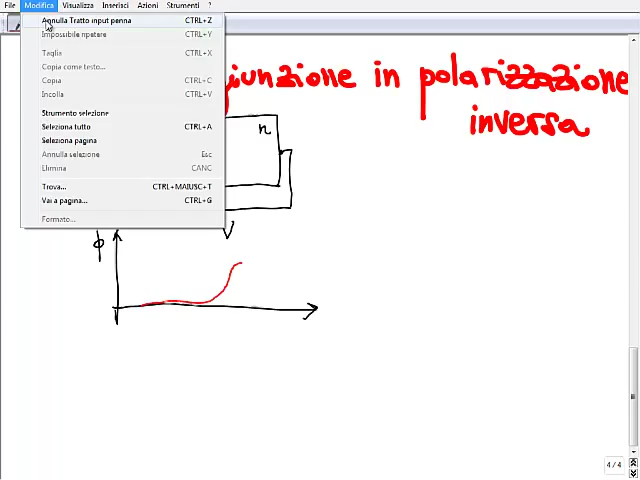 File Modifica Visualizza Inserisci Azioni Strumenti ?
Annulla Tratto input penna CTRL+Z
Impossibile ripetere CTRL+Y
Taglia CTRL+X
Copia come testo...
Copia CTRL+C
Incolla CTRL+V
Strumento selezione
Seleziona tutto CTRL+A
Seleziona pagina
Annulla selezione Esc
Elimina CANC
Trova... CTRL+MAIUSC+T
Vai a pagina... CTRL+G
Formato...
giunzione in polarizzazione
inversa
n
V
ϕ
4/4